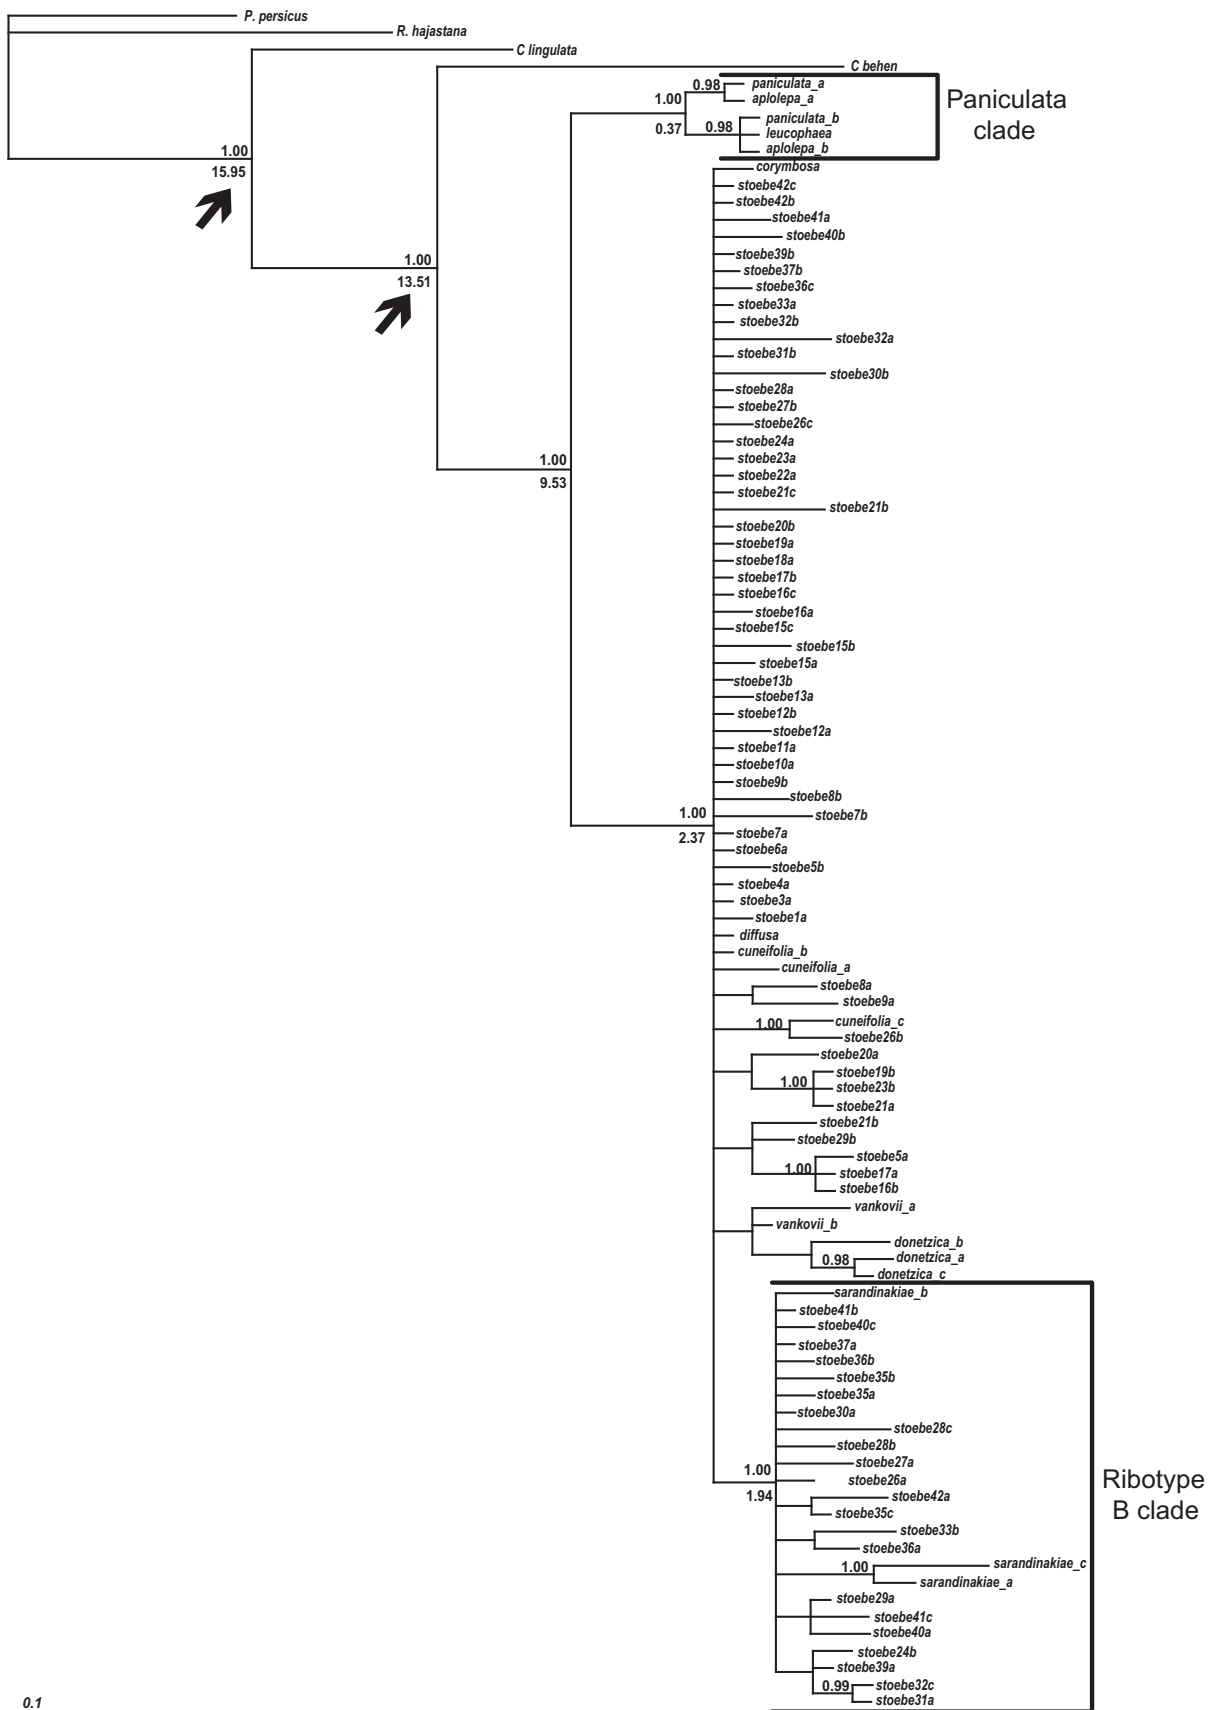 P. persicus
R. hajastana
C lingulata
C behen
0.98
paniculata_a
aplolepa_a
1.00
0.37
0.98
paniculata_b
leucophaea
aplolepa_b
Paniculata
clade
1.00
15.95
corymbosa
stoebe42c
stoebe42b
stoebe41a
stoebe40b
1.00
13.51
stoebe39b
stoebe37b
stoebe36c
stoebe33a
stoebe32b
stoebe32a
stoebe31b
stoebe30b
stoebe28a
stoebe27b
stoebe26c
stoebe24a
1.00
9.53
stoebe23a
stoebe22a
stoebe21c
stoebe21b
stoebe20b
stoebe19a
stoebe18a
stoebe17b
stoebe16c
stoebe16a
stoebe15c
stoebe15b
stoebe15a
stoebe13b
stoebe13a
stoebe12b
stoebe12a
stoebe11a
stoebe10a
stoebe9b
stoebe8b
1.00
2.37
stoebe7b
stoebe7a
stoebe6a
stoebe5b
stoebe4a
stoebe3a
stoebe1a
diffusa
cuneifolia_b
cuneifolia_a
stoebe8a
stoebe9a
1.00
cuneifolia_c
stoebe26b
stoebe20a
1.00
stoebe19b
stoebe23b
stoebe21a
stoebe21b
stoebe29b
1.00
stoebe5a
stoebe17a
stoebe16b
vankovii_a
vankovii_b
donetzica_b
0.98
donetzica_a
donetzica_c
sarandinakiae_b
stoebe41b
stoebe40c
stoebe37a
stoebe36b
stoebe35b
stoebe35a
stoebe30a
stoebe28c
stoebe28b
stoebe27a
1.00
1.94
stoebe26a
stoebe42a
stoebe35c
Ribotype
B clade
stoebe33b
stoebe36a
1.00
sarandinakiae_c
sarandinakiae_a
stoebe29a
stoebe41c
stoebe40a
stoebe24b
stoebe39a
0.99
stoebe32c
stoebe31a
0.1